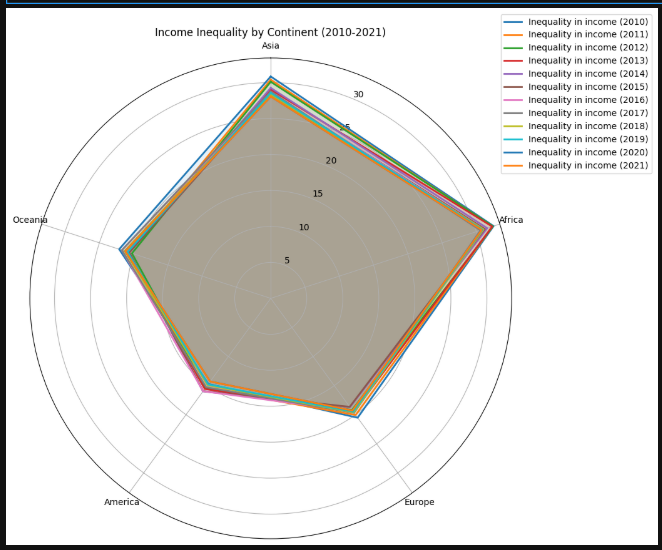 Income Inequality by Continent (2010-2021)
Asia
Africa
Europe
America
Oceania
30
25
20
15
10
5
Inequality in income (2010)
Inequality in income (2011)
Inequality in income (2012)
Inequality in income (2013)
Inequality in income (2014)
Inequality in income (2015)
Inequality in income (2016)
Inequality in income (2017)
Inequality in income (2018)
Inequality in income (2019)
Inequality in income (2020)
Inequality in income (2021)